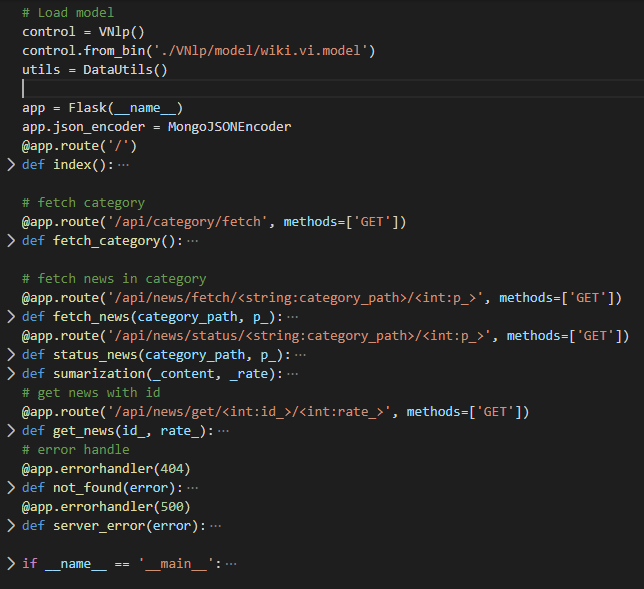 # Load model
control = VNlp()
control.from_bin('./VNlp/model/wiki.vi.model')
utils = DataUtils()
app = Flask(__name__)
app.json_encoder = MongoJSONEncoder
@app.route('/')
def index():···
# fetch category
@app.route('/api/category/fetch', methods=['GET'])
def fetch_category():···
# fetch news in category
@app.route('/api/news/fetch/<string:category_path>/<int:p_>', methods=['GET'])
def fetch_news(category_path, p_):···
@app.route('/api/news/status/<string:category_path>/<int:p_>', methods=['GET'])
def status_news(category_path, p_):···
def sumarization(_content, _rate):···
# get news with id
@app.route('/api/news/get/<int:id_>/<int:rate_>', methods=['GET'])
def get_news(id_, rate_):···
# error handle
@app.errorhandler(404)
def not_found(error):···
@app.errorhandler(500)
def server_error(error):···
if __name__ == '__main__':···